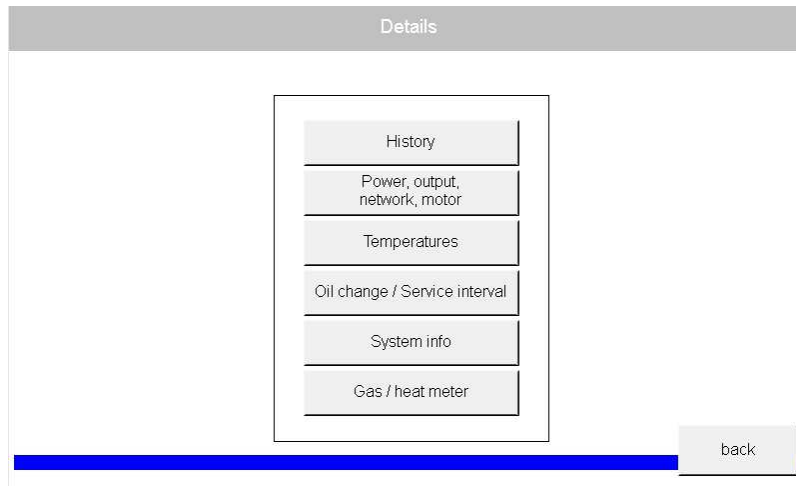 Details
History
Power, output,
network, motor
Temperatures
Oil change / Service interval
System info
Gas / heat meter
back